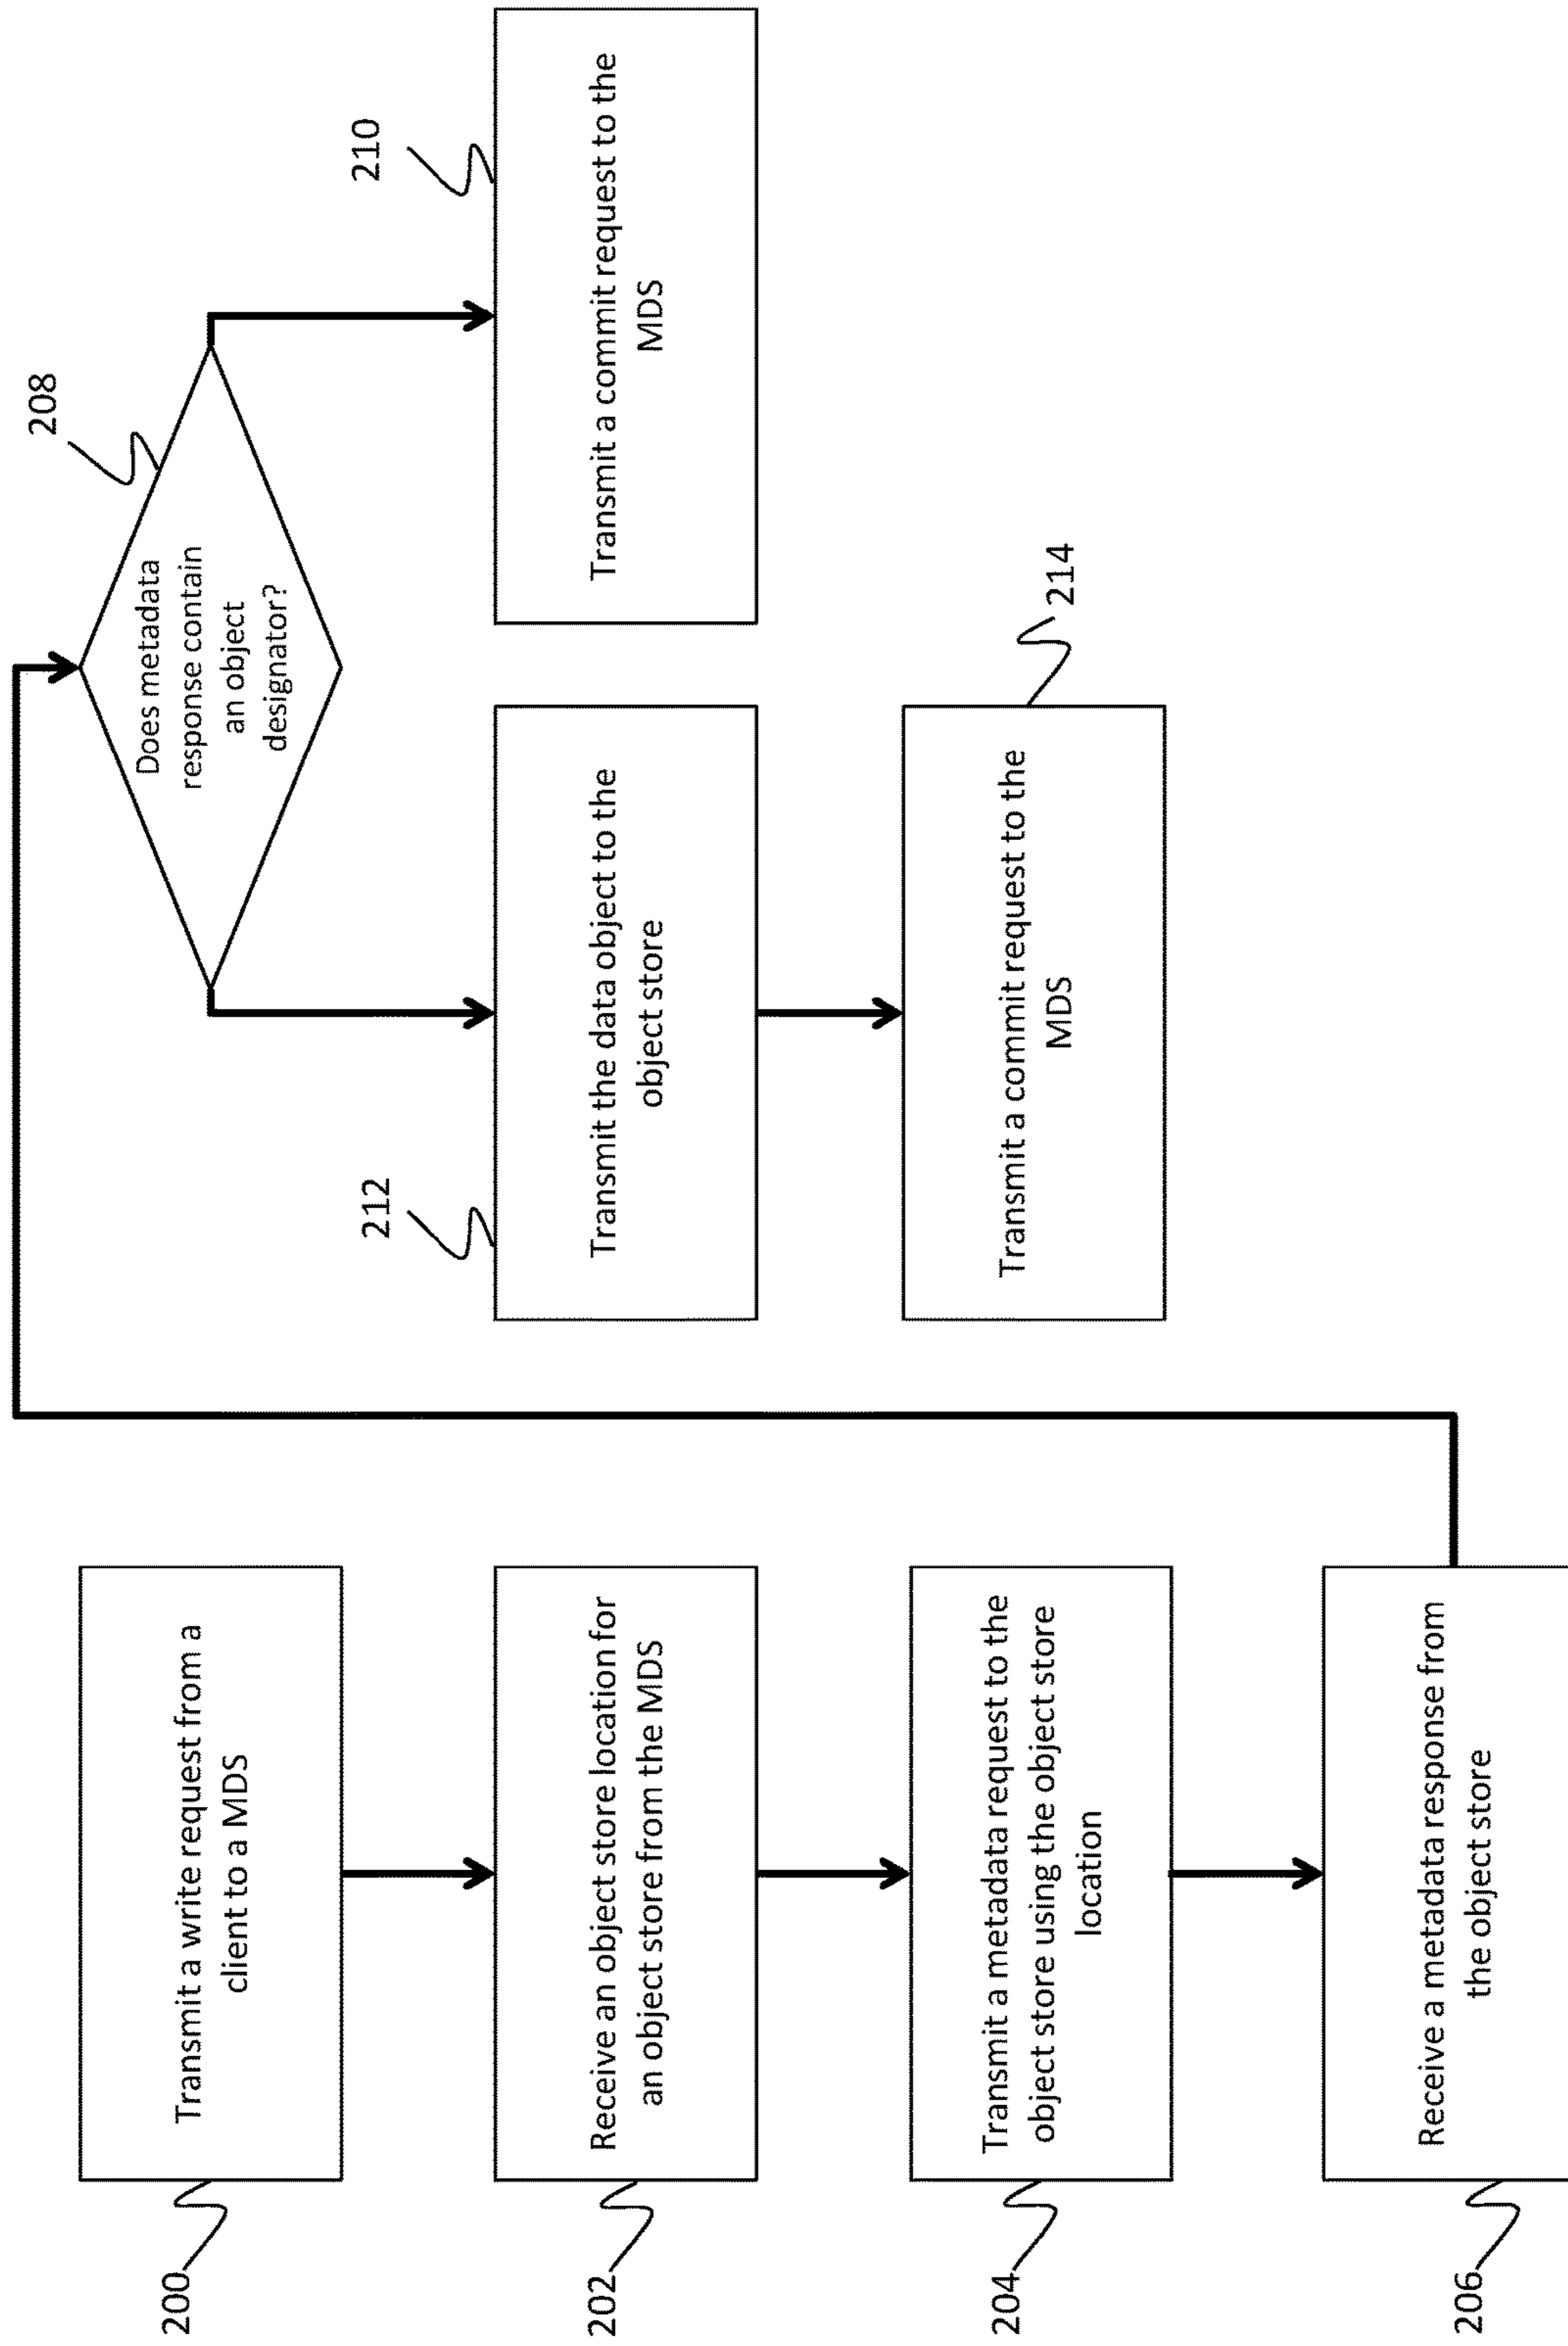 200
Transmit a write request from a
client to a MDS
202
Receive an object store location for
an object store from the MDS
204
Transmit a metadata request to the
object store using the object store
location
206
Receive a metadata response from
the object store
208
Does metadata
response contain
an object
designator?
212
Transmit the data object to the
object store
214
Transmit a commit request to the
MDS
210
Transmit a commit request to the
MDS